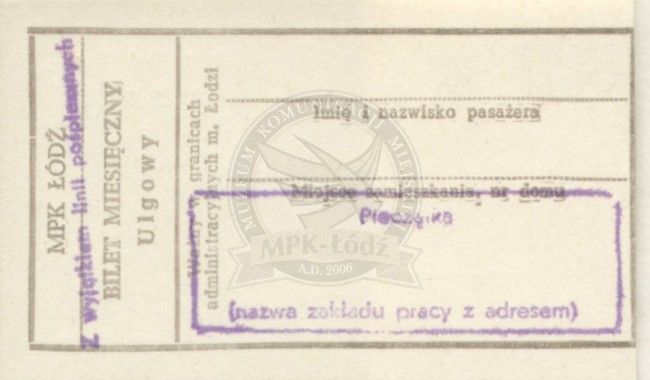 MPK ŁÓDŹ
z wyjątkiem linii pośpiesznych
BILET MIESIĘCZNY
Ulgowy
Ważny w granicach
administracyjnych m. Łodzi
Imię i nazwisko pasażera
Miejsce zamieszkania, nr domu
Pieczątka
(nazwa zakładu pracy z adresem)
MUZEUM KOMUNIKACJI MIEJSKIEJ
MPK-Łódź
A.D. 2006